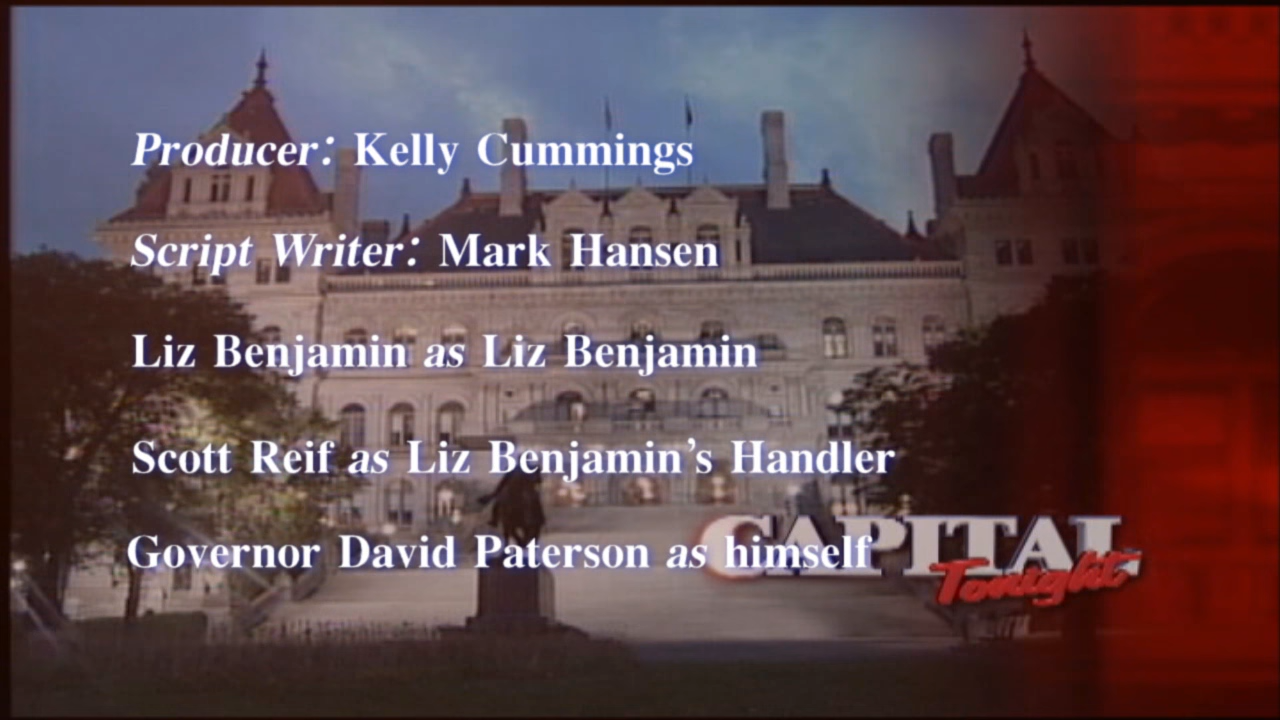 Producer: Kelly Cummings
Script Writer: Mark Hansen
Liz Benjamin as Liz Benjamin
Scott Reif as Liz Benjamin's Handler
Governor David Paterson as himself
CAPITAL
Tonight